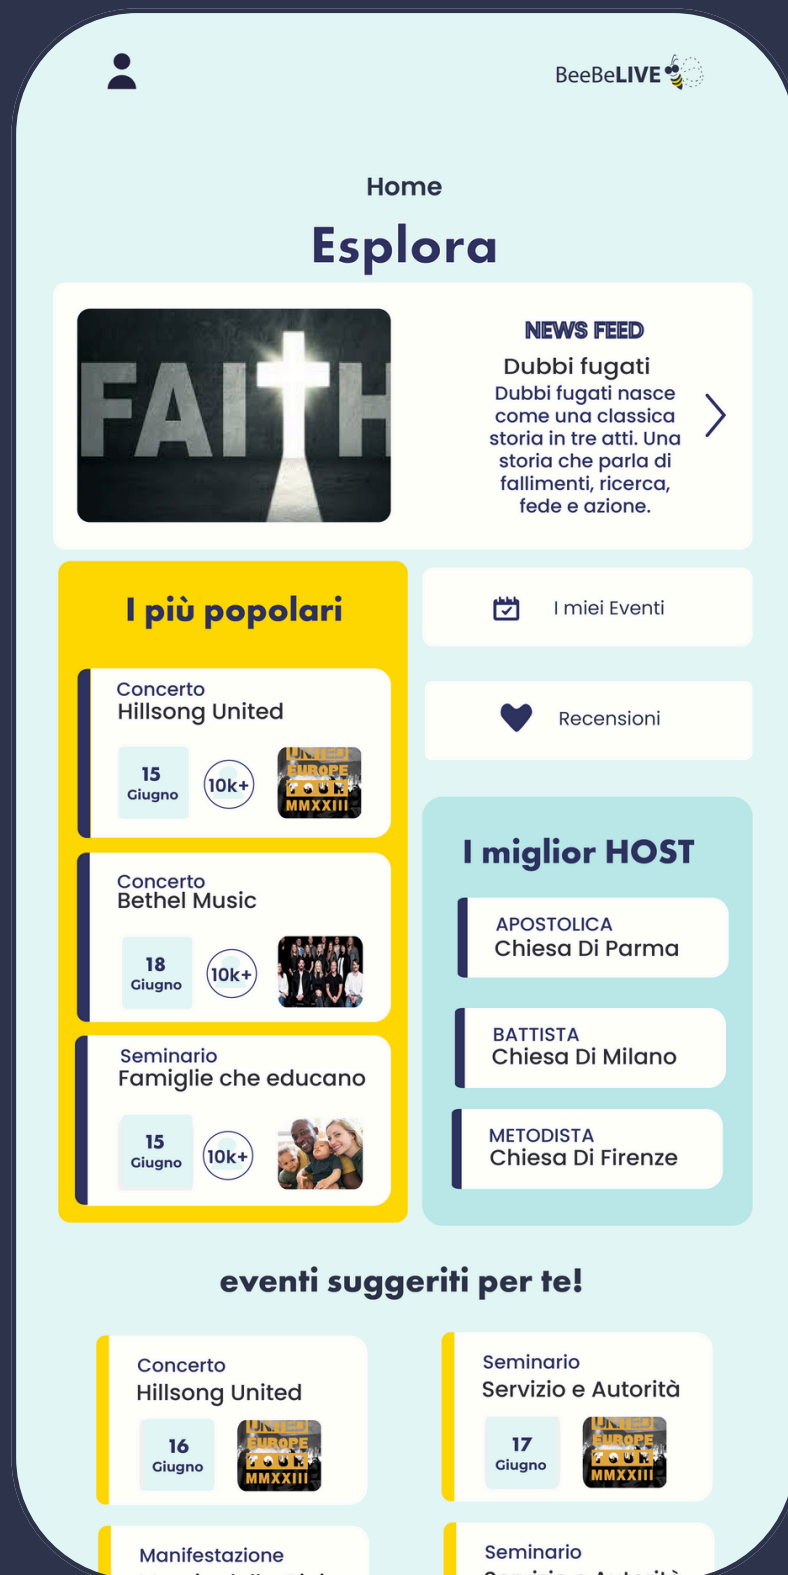 BeeBeLIVE
Home
Esplora
FAITH
NEWS FEED
Dubbi fugati
Dubbi fugati nasce
come una classica
storia in tre atti. Una
storia che parla di
fallimenti, ricerca,
fede e azione.
I più popolari
Concerto
Hillsong United
15
Giugno
10k+
UNITED
EUROPE
TOUR
MMXXIII
Concerto
Bethel Music
18
Giugno
10k+
Seminario
Famiglie che educano
15
Giugno
10k+
I miei Eventi
Recensioni
I miglior HOST
APOSTOLICA
Chiesa Di Parma
BATTISTA
Chiesa Di Milano
METODISTA
Chiesa Di Firenze
eventi suggeriti per te!
Concerto
Hillsong United
16
Giugno
UNITED
EUROPE
TOUR
MMXXIII
Seminario
Servizio e Autorità
17
Giugno
UNITED
EUROPE
TOUR
MMXXIII
Manifestazione
Seminario
Servizio e Autorità